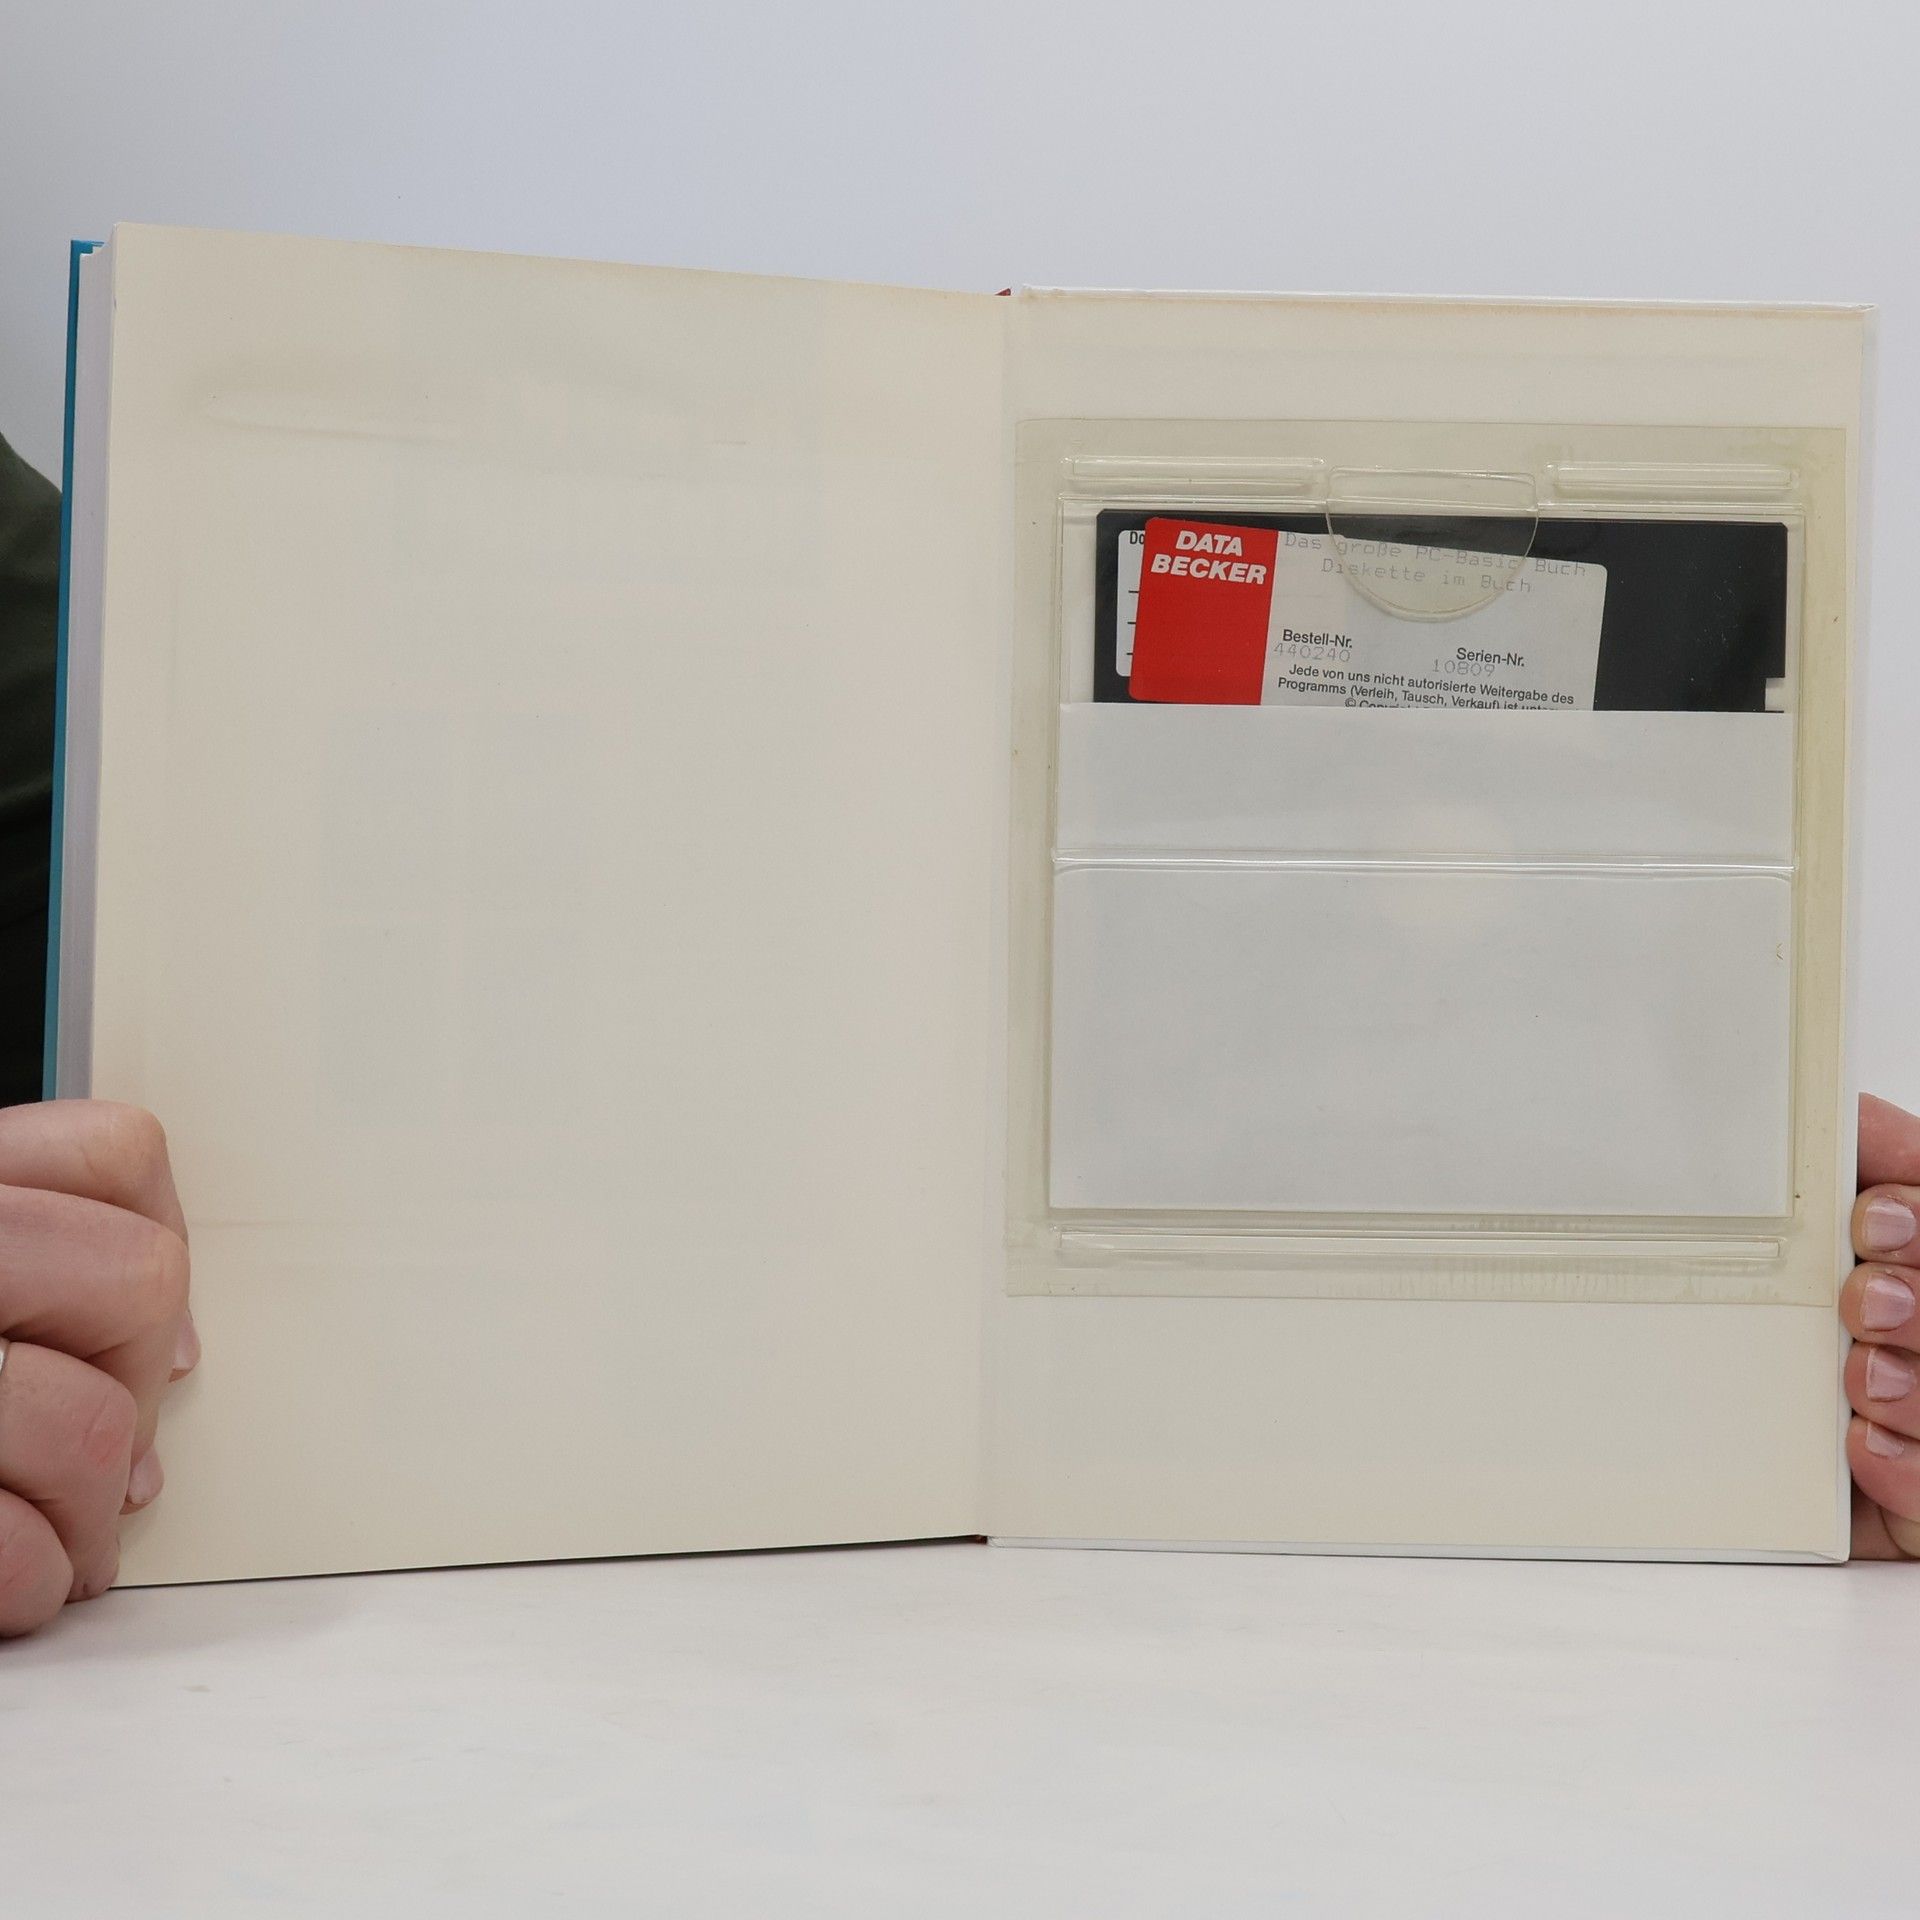 Do
DATA
BECKER
Das große PC-Basic Buch
Diskette im Buch
Bestell-Nr.
440240
Serien-Nr.
10809
Jede von uns nicht autorisierte Weitergabe des
Programms (Verleih, Tausch, Verkauf) ist
©